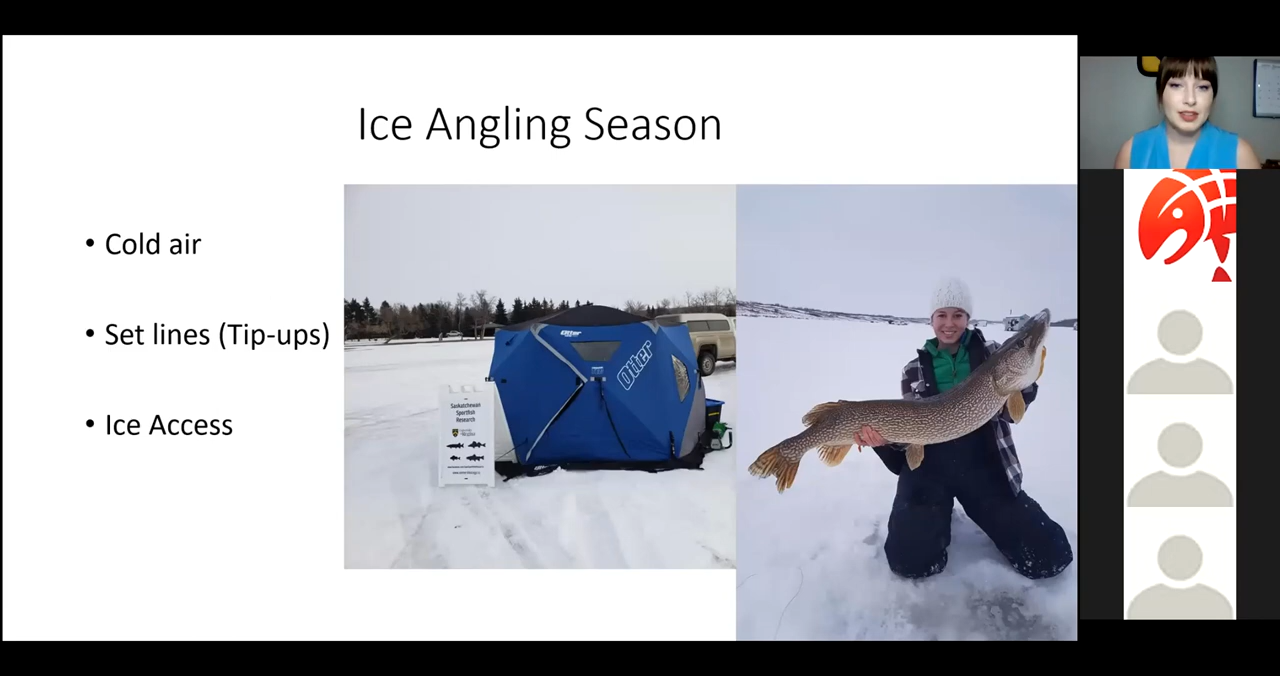 Ice Angling Season
• Cold air
• Set lines (Tip-ups)
• Ice Access
Otter
Otter
Saskatchewan
Sportfish
Research